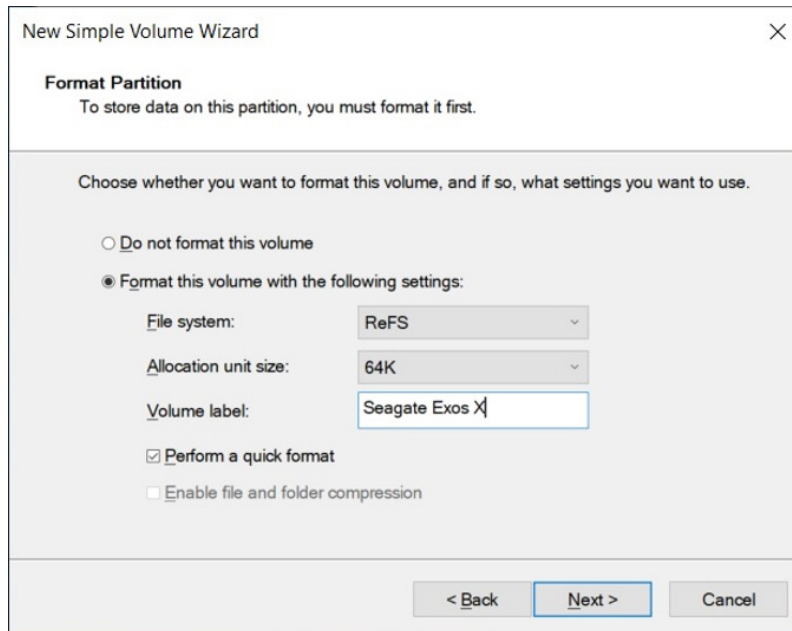 New Simple Volume Wizard
Format Partition
To store data on this partition, you must format it first.
Choose whether you want to format this volume, and if so, what settings you want to use.
Do not format this volume
Format this volume with the following settings:
File system: ReFS
Allocation unit size: 64K
Volume label: Seagate Exos X
Perform a quick format
Enable file and folder compression
< Back Next > Cancel